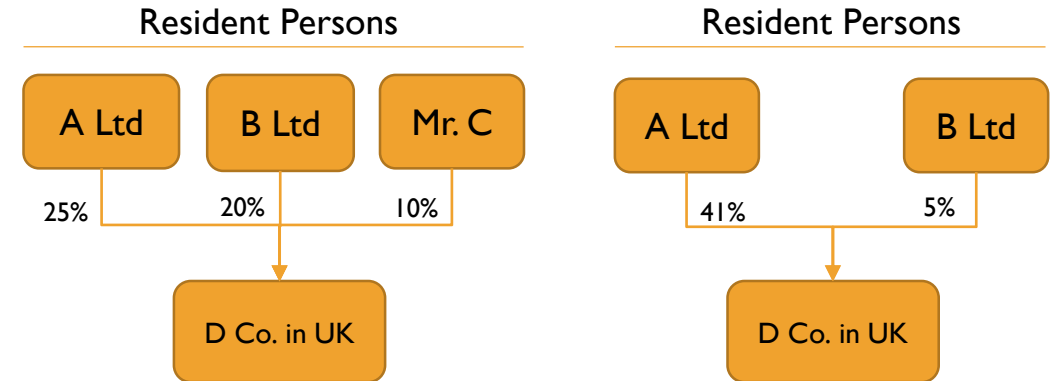 Resident Persons
A Ltd
B Ltd
Mr. C
25%
20%
10%
D Co. in UK
Resident Persons
A Ltd
B Ltd
41%
5%
D Co. in UK